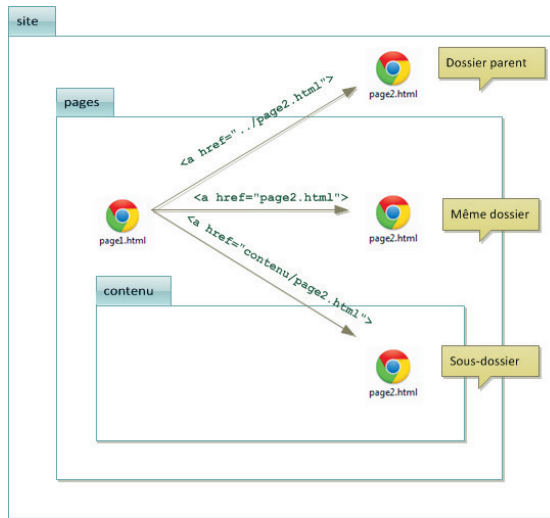 site
Dossier parent
page2.html
pages
<a href="../page2.html">
<a href="page2.html">
page1.html
page2.html
Même dossier
<a href="contenu/page2.html">
contenu
Sous-dossier
page2.html